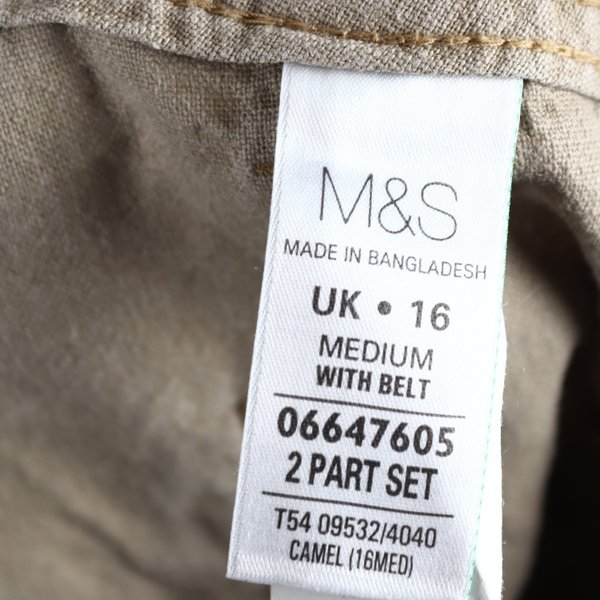 M&S
MADE IN BANGLADESH
UK • 16
MEDIUM
WITH BELT
06647605
2 PART SET
T54 09532/4040
CAMEL (16MED)